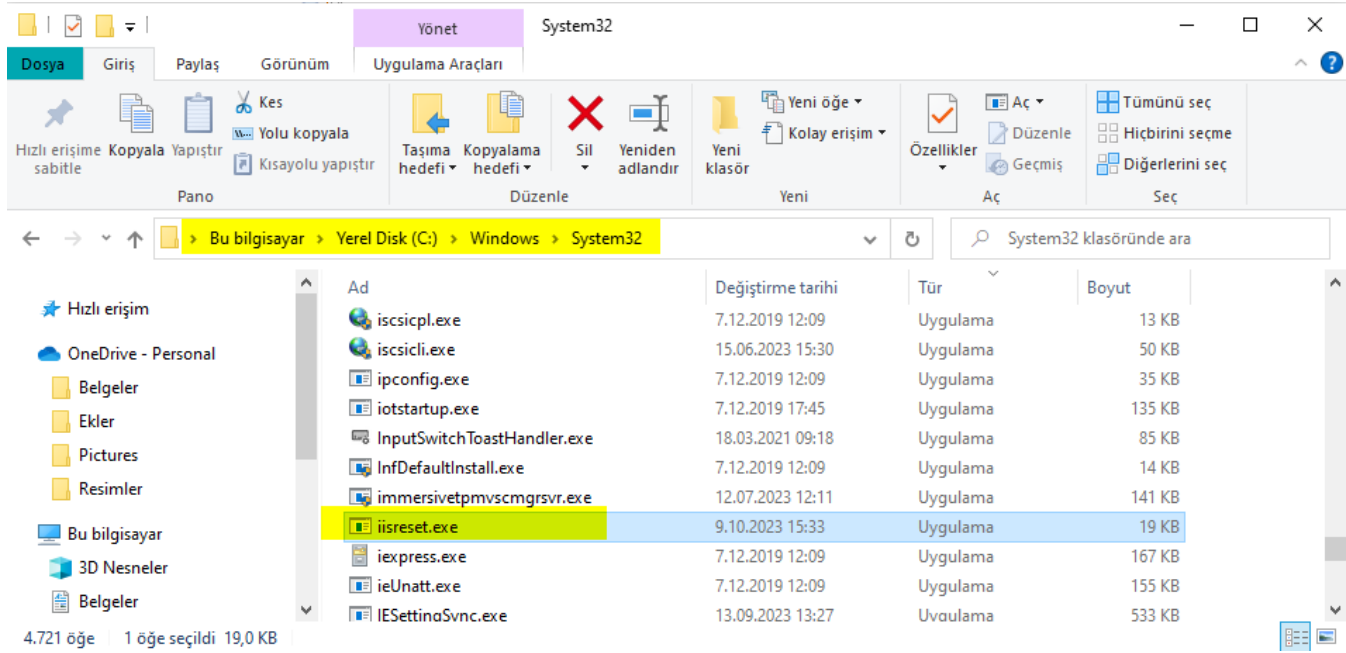 Yönet System32
Dosya Giriş Paylaş Görünüm Uygulama Araçları
Hızlı erişime sabitle
Kopyala
Yapıştır
Kes
Yolu kopyala
Kısayolu yapıştır
Pano
Taşıma hedefi
Kopyalama hedefi
Sil
Yeniden adlandır
Düzenle
Yeni klasör
Yeni öğe
Kolay erişim
Yeni
Özellikler
Aç
Düzenle
Geçmiş
Aç
Tümünü seç
Hiçbirini seçme
Diğerlerini seç
Seç
Bu bilgisayar > Yerel Disk (C:) > Windows > System32
System32 klasöründe ara
Hızlı erişim
OneDrive - Personal
Belgeler
Ekler
Pictures
Resimler
Bu bilgisayar
3D Nesneler
Belgeler
Ad Değiştirme tarihi Tür Boyut
iscsicpl.exe 7.12.2019 12:09 Uygulama 13 KB
iscsicli.exe 15.06.2023 15:30 Uygulama 50 KB
ipconfig.exe 7.12.2019 12:09 Uygulama 35 KB
iotstartup.exe 7.12.2019 17:45 Uygulama 135 KB
InputSwitchToastHandler.exe 18.03.2021 09:18 Uygulama 85 KB
InfDefaultInstall.exe 7.12.2019 12:09 Uygulama 14 KB
immersivetpmvscmgrsvr.exe 12.07.2023 12:11 Uygulama 141 KB
iisreset.exe 9.10.2023 15:33 Uygulama 19 KB
iexpress.exe 7.12.2019 12:09 Uygulama 167 KB
ieUnatt.exe 7.12.2019 12:09 Uygulama 155 KB
IESettingSync.exe 13.09.2023 13:27 Uygulama 533 KB
4.721 öğe 1 öğe seçildi 19,0 KB